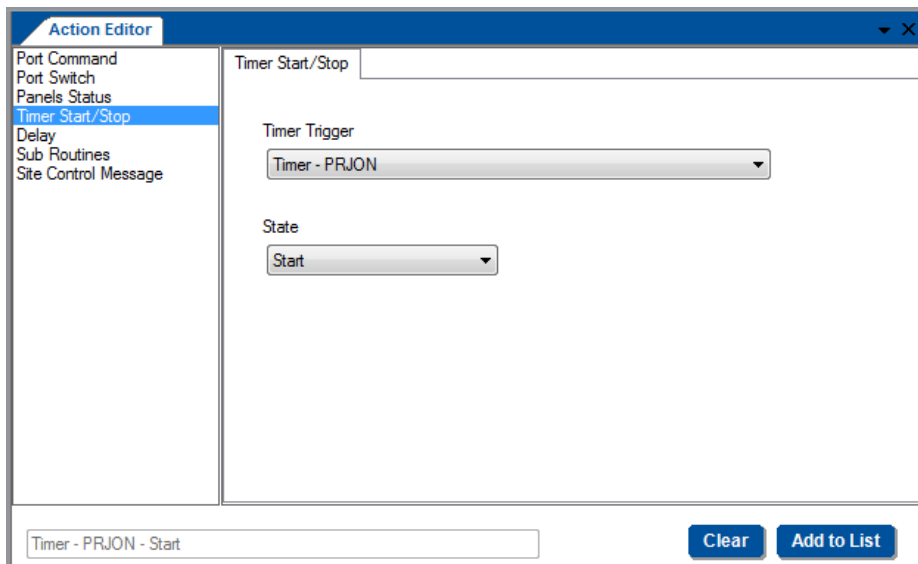 Action Editor
Port Command
Port Switch
Panels Status
Timer Start/Stop
Delay
Sub Routines
Site Control Message
Timer Start/Stop
Timer Trigger
Timer - PRJON
State
Start
Timer - PRJON - Start
Clear
Add to List